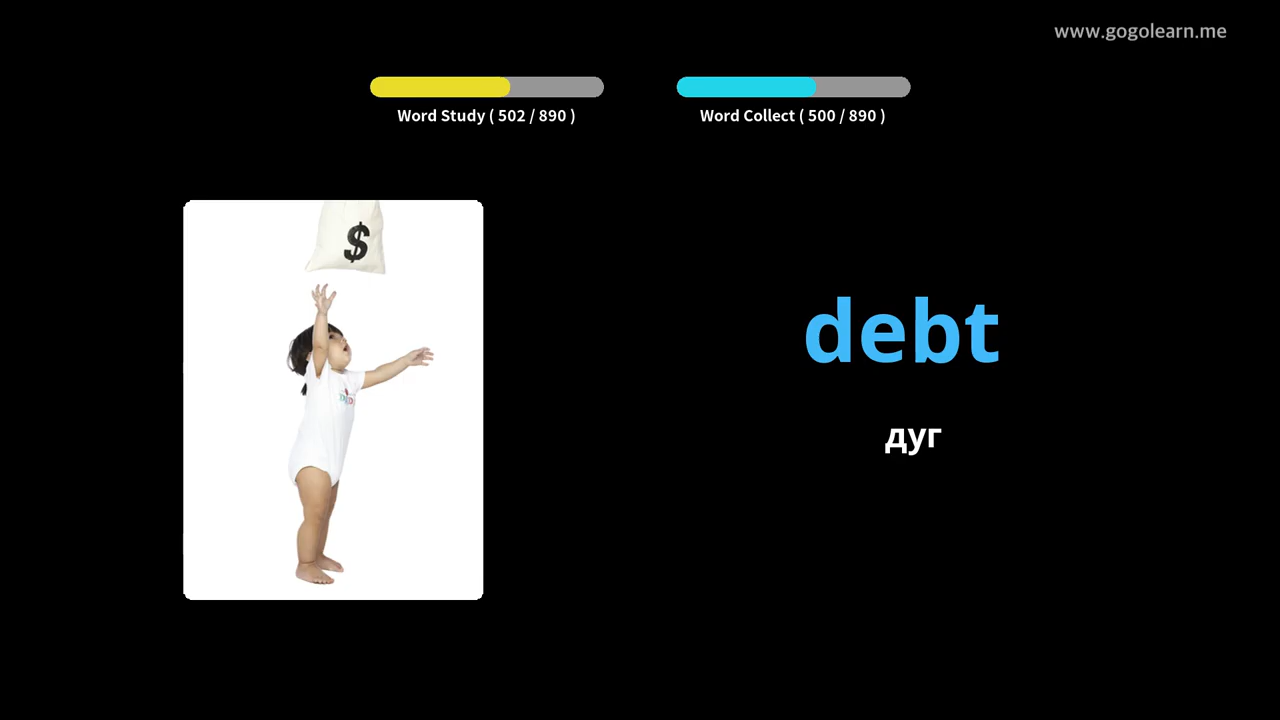 www.gogolearn.me
Word Study ( 502 / 890 )
Word Collect ( 500 / 890 )
$
debt
дуг